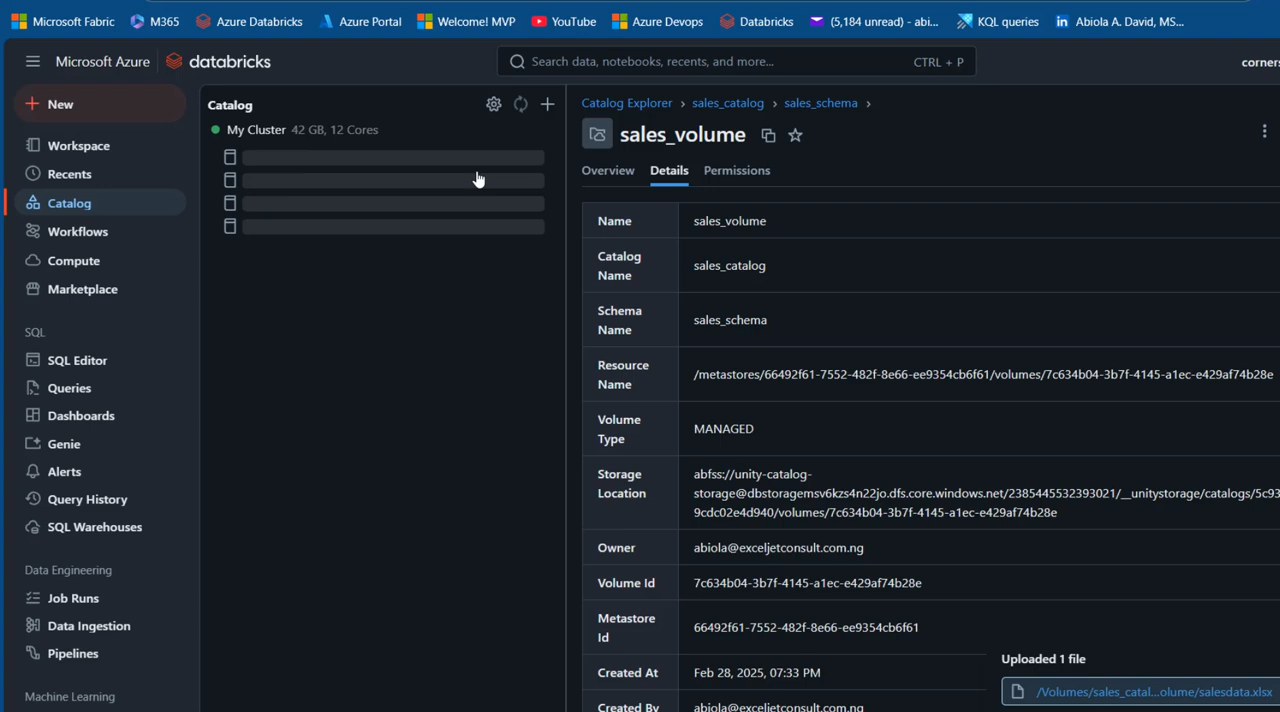 Microsoft Fabric M365 Azure Databricks Azure Portal Welcome! MVP YouTube Azure Devops Databricks (5,184 unread) - abi... KQL queries Abiola A. David, MS...
Microsoft Azure databricks
Search data, notebooks, recents, and more... CTRL + P
corners
New
Workspace
Recents
Catalog
Workflows
Compute
Marketplace
SQL
SQL Editor
Queries
Dashboards
Genie
Alerts
Query History
SQL Warehouses
Data Engineering
Job Runs
Data Ingestion
Pipelines
Machine Learning
Catalog
My Cluster 42 GB, 12 Cores
Catalog Explorer > sales_catalog > sales_schema >
sales_volume
Overview Details Permissions
Name sales_volume
Catalog
Name
sales_catalog
Schema
Name
sales_schema
Resource
Name
/metastores/66492f61-7552-482f-8e66-ee9354cb6f61/volumes/7c634b04-3b7f-4145-a1ec-e429af74b28e
Volume
Type
MANAGED
Storage
Location
abfss://unity-catalog-
storage@dbstoragemsv6kzs4n22jo.dfs.core.windows.net/2385445532393021/__unitystorage/catalogs/5c93
9cdc02e4d940/volumes/7c634b04-3b7f-4145-a1ec-e429af74b28e
Owner abiola@exceljetconsult.com.ng
Volume Id 7c634b04-3b7f-4145-a1ec-e429af74b28e
Metastore
Id
66492f61-7552-482f-8e66-ee9354cb6f61
Created At Feb 28, 2025, 07:33 PM
Created By abiola@exceljetconsult.com.ng
Uploaded 1 file
/Volumes/sales_catal...olume/salesdata.xlsx